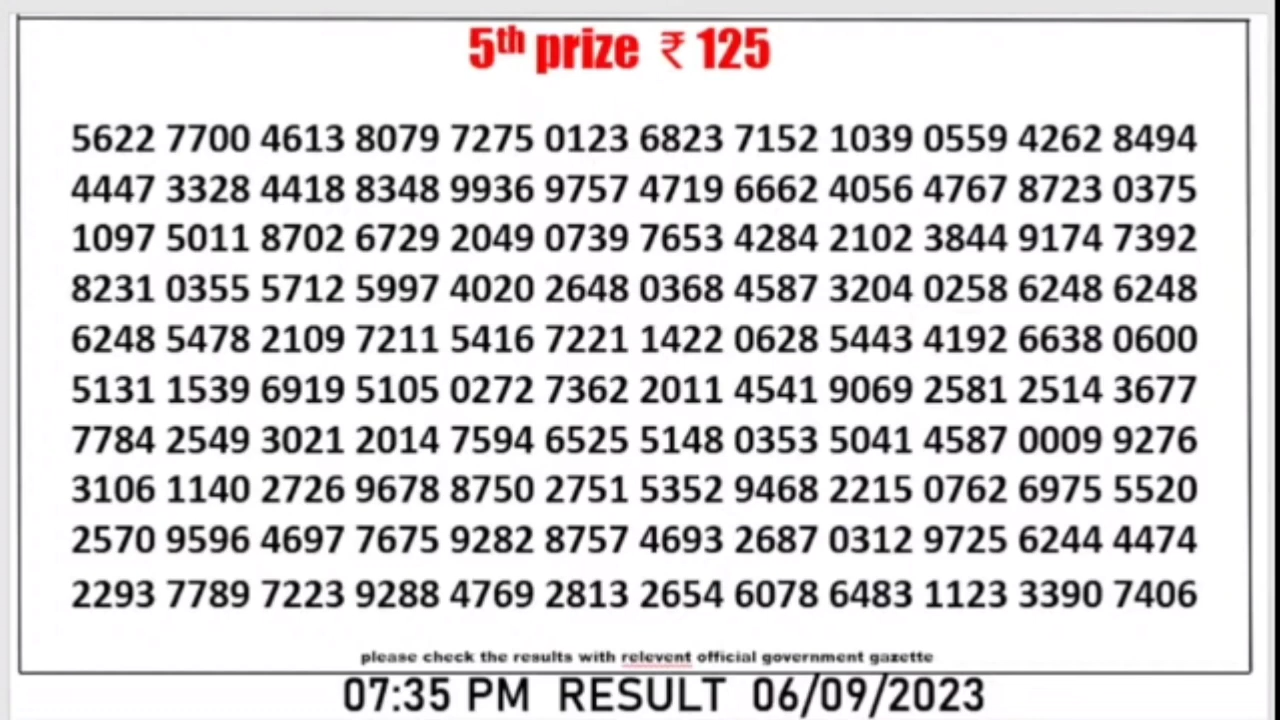 5th prize ₹ 125
5622 7700 4613 8079 7275 0123 6823 7152 1039 0559 4262 8494
4447 3328 4418 8348 9936 9757 4719 6662 4056 4767 8723 0375
1097 5011 8702 6729 2049 0739 7653 4284 2102 3844 9174 7392
8231 0355 5712 5997 4020 2648 0368 4587 3204 0258 6248 6248
6248 5478 2109 7211 5416 7221 1422 0628 5443 4192 6638 0600
5131 1539 6919 5105 0272 7362 2011 4541 9069 2581 2514 3677
7784 2549 3021 2014 7594 6525 5148 0353 5041 4587 0009 9276
3106 1140 2726 9678 8750 2751 5352 9468 2215 0762 6975 5520
2570 9596 4697 7675 9282 8757 4693 2687 0312 9725 6244 4474
2293 7789 7223 9288 4769 2813 2654 6078 6483 1123 3390 7406
please check the results with relevent official government gazette
07:35 PM RESULT 06/09/2023